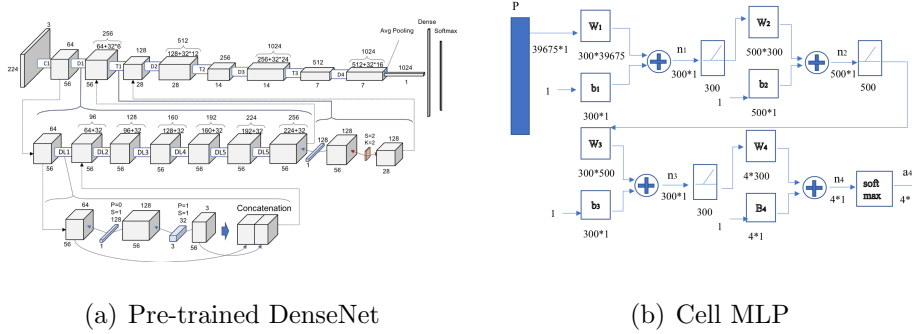 Dense
Avg Pooling
Softmax
3
64
256
64+32*6
128
512
128+32*12
256
1024
256+32*24
512
1024
512+32*16
1024
224
C1
D1
T1
D2
T2
D3
T3
D4
56
56
28
28
14
14
7
7
1
64
96
64+32
128
96+32
160
128+32
192
160+32
224
192+32
256
224+32
128
128
S=2
K=2
128
DL1
DL2
DL3
DL4
DL5
DL5
56
56
1
56
28
64
P=0
S=1
128
128
P=1
S=1
32
3
Concatenation
56
1
56
3
56
(a) Pre-trained DenseNet
P
39675*1
W1
300*39675
1
b1
300*1
n1
300*1
300
W2
500*300
1
b2
500*1
n2
500*1
500
W3
300*500
1
b3
300*1
n3
300*1
300
W4
4*300
1
B4
4*1
n4
4*1
soft
max
a4
4*
(b) Cell MLP